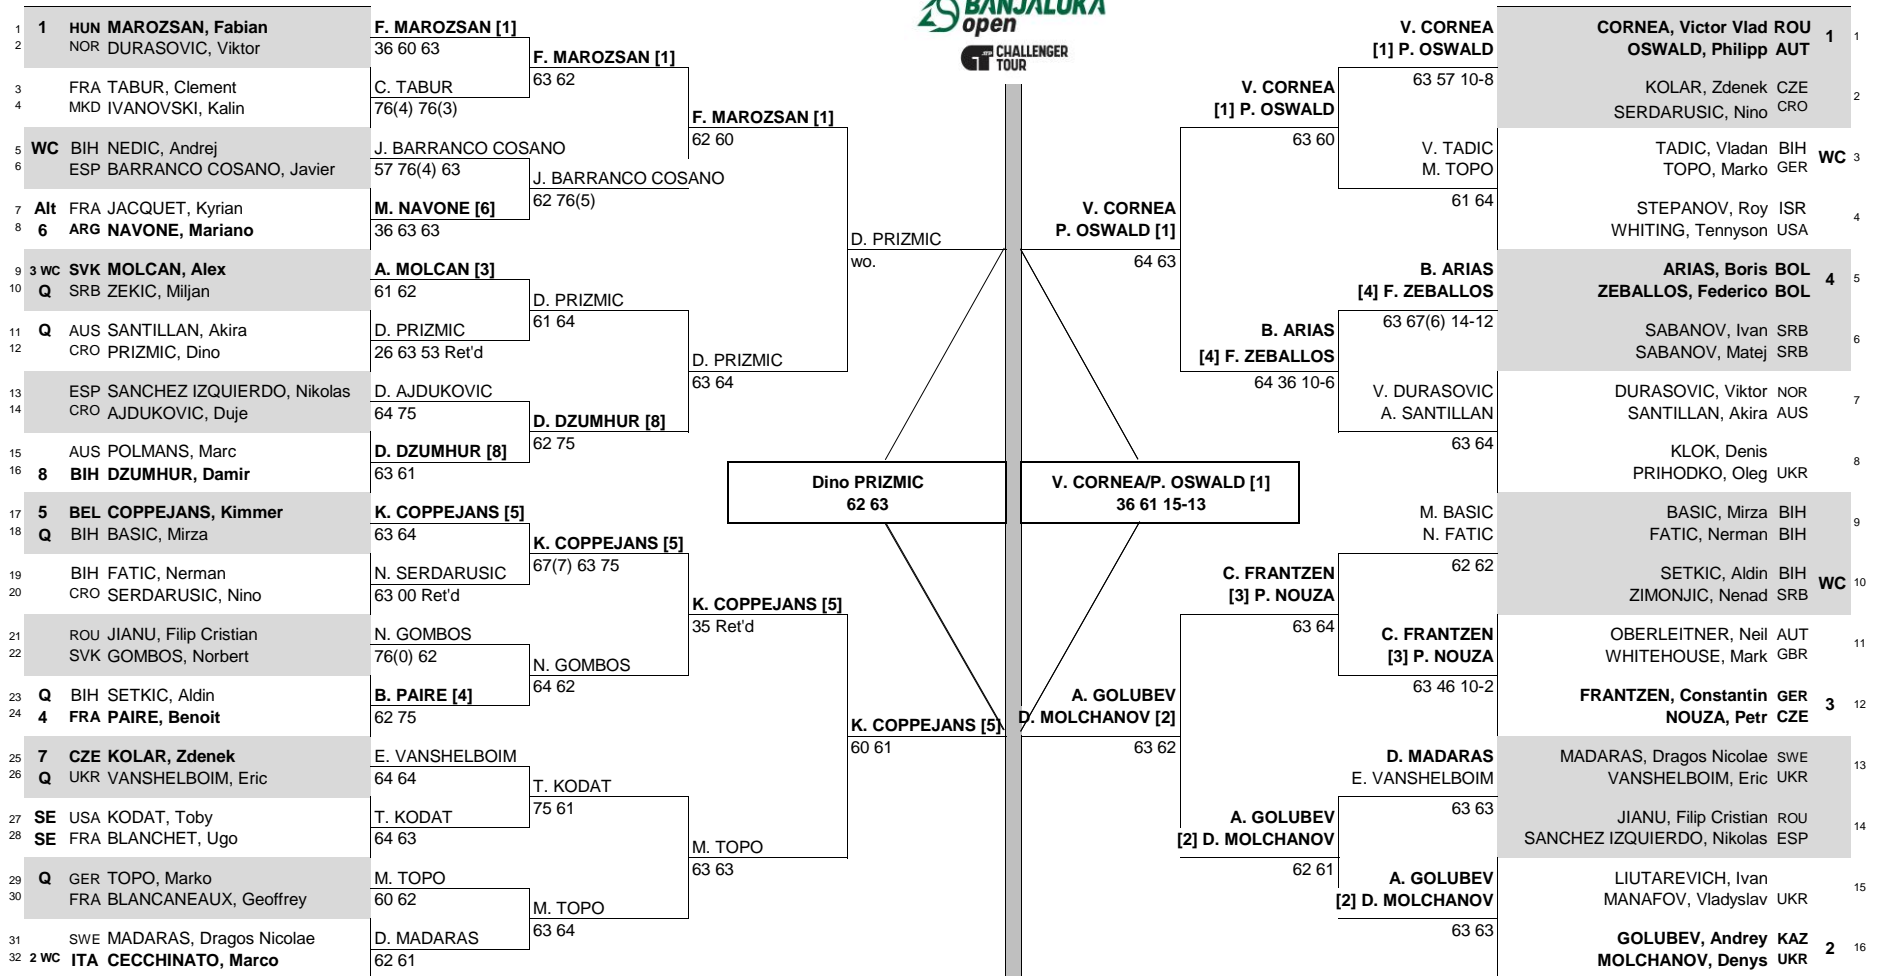 BANJALUKA
open
CHALLENGER
TOUR
1 1 HUN MAROZSAN, Fabian
2 NOR DURASOVIC, Viktor
3 FRA TABUR, Clement
4 MKD IVANOVSKI, Kalin
5 WC BIH NEDIC, Andrej
6 ESP BARRANCO COSANO, Javier
7 Alt FRA JACQUET, Kyrian
8 6 ARG NAVONE, Mariano
9 3 WC SVK MOLCAN, Alex
10 Q SRB ZEKIC, Miljan
11 Q AUS SANTILLAN, Akira
12 CRO PRIZMIC, Dino
13 ESP SANCHEZ IZQUIERDO, Nikolas
14 CRO AJDUKOVIC, Duje
15 AUS POLMANS, Marc
16 8 BIH DZUMHUR, Damir
17 5 BEL COPPEJANS, Kimmer
18 Q BIH BASIC, Mirza
19 BIH FATIC, Nerman
20 CRO SERDARUSIC, Nino
21 ROU JIANU, Filip Cristian
22 SVK GOMBOS, Norbert
23 Q BIH SETKIC, Aldin
24 4 FRA PAIRE, Benoit
25 7 CZE KOLAR, Zdenek
26 Q UKR VANSHELBOIM, Eric
27 SE USA KODAT, Toby
28 SE FRA BLANCHET, Ugo
29 Q GER TOPO, Marko
30 FRA BLANCANEAUX, Geoffrey
31 SWE MADARAS, Dragos Nicolae
32 2 WC ITA CECCHINATO, Marco
F. MAROZSAN [1]
36 60 63
C. TABUR
76(4) 76(3)
J. BARRANCO COSANO
57 76(4) 63
M. NAVONE [6]
36 63 63
A. MOLCAN [3]
61 62
D. PRIZMIC
26 63 53 Ret'd
D. AJDUKOVIC
64 75
D. DZUMHUR [8]
63 61
K. COPPEJANS [5]
63 64
N. SERDARUSIC
63 00 Ret'd
N. GOMBOS
76(0) 62
B. PAIRE [4]
62 75
E. VANSHELBOIM
64 64
T. KODAT
64 63
M. TOPO
60 62
D. MADARAS
62 61
F. MAROZSAN [1]
63 62
J. BARRANCO COSANO
62 76(5)
D. PRIZMIC
61 64
D. DZUMHUR [8]
62 75
K. COPPEJANS [5]
67(7) 63 75
N. GOMBOS
64 62
T. KODAT
75 61
M. TOPO
63 64
F. MAROZSAN [1]
62 60
D. PRIZMIC
63 64
K. COPPEJANS [5]
35 Ret'd
M. TOPO
63 63
D. PRIZMIC
wo.
K. COPPEJANS [5]
60 61
Dino PRIZMIC
62 63
V. CORNEA/P. OSWALD [1]
36 61 15-13
V. CORNEA
P. OSWALD [1]
64 63
A. GOLUBEV
D. MOLCHANOV [2]
63 62
V. CORNEA
[1] P. OSWALD
63 60
B. ARIAS
[4] F. ZEBALLOS
64 36 10-6
C. FRANTZEN
[3] P. NOUZA
63 64
A. GOLUBEV
[2] D. MOLCHANOV
62 61
V. CORNEA
[1] P. OSWALD
63 57 10-8
V. TADIC
M. TOPO
61 64
B. ARIAS
[4] F. ZEBALLOS
63 67(6) 14-12
V. DURASOVIC
A. SANTILLAN
63 64
M. BASIC
N. FATIC
62 62
C. FRANTZEN
[3] P. NOUZA
63 46 10-2
D. MADARAS
E. VANSHELBOIM
63 63
A. GOLUBEV
[2] D. MOLCHANOV
63 63
CORNEA, Victor Vlad ROU
OSWALD, Philipp AUT
1 1
KOLAR, Zdenek CZE
SERDARUSIC, Nino CRO
2
TADIC, Vladan BIH
TOPO, Marko GER
WC 3
STEPANOV, Roy ISR
WHITING, Tennyson USA
4
ARIAS, Boris BOL
ZEBALLOS, Federico BOL
4 5
SABANOV, Ivan SRB
SABANOV, Matej SRB
6
DURASOVIC, Viktor NOR
SANTILLAN, Akira AUS
7
KLOK, Denis
PRIHODKO, Oleg UKR
8
BASIC, Mirza BIH
FATIC, Nerman BIH
9
SETKIC, Aldin BIH
ZIMONJIC, Nenad SRB
WC 10
OBERLEITNER, Neil AUT
WHITEHOUSE, Mark GBR
11
FRANTZEN, Constantin GER
NOUZA, Petr CZE
3 12
MADARAS, Dragos Nicolae SWE
VANSHELBOIM, Eric UKR
13
JIANU, Filip Cristian ROU
SANCHEZ IZQUIERDO, Nikolas ESP
14
LIUTAREVICH, Ivan
MANAFOV, Vladyslav UKR
15
GOLUBEV, Andrey KAZ
MOLCHANOV, Denys UKR
2 16